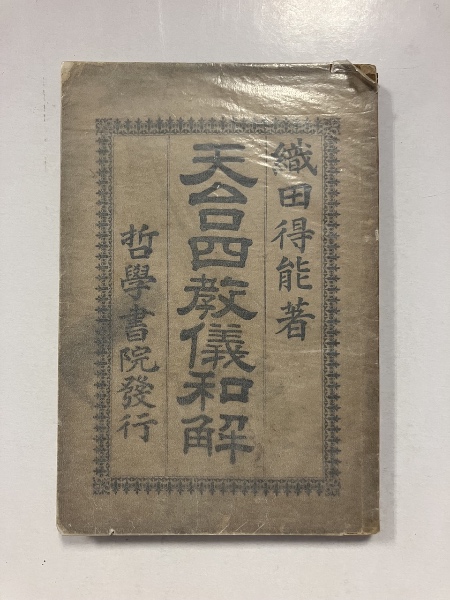 織田得能著
天台四教儀和解
哲學書院發行